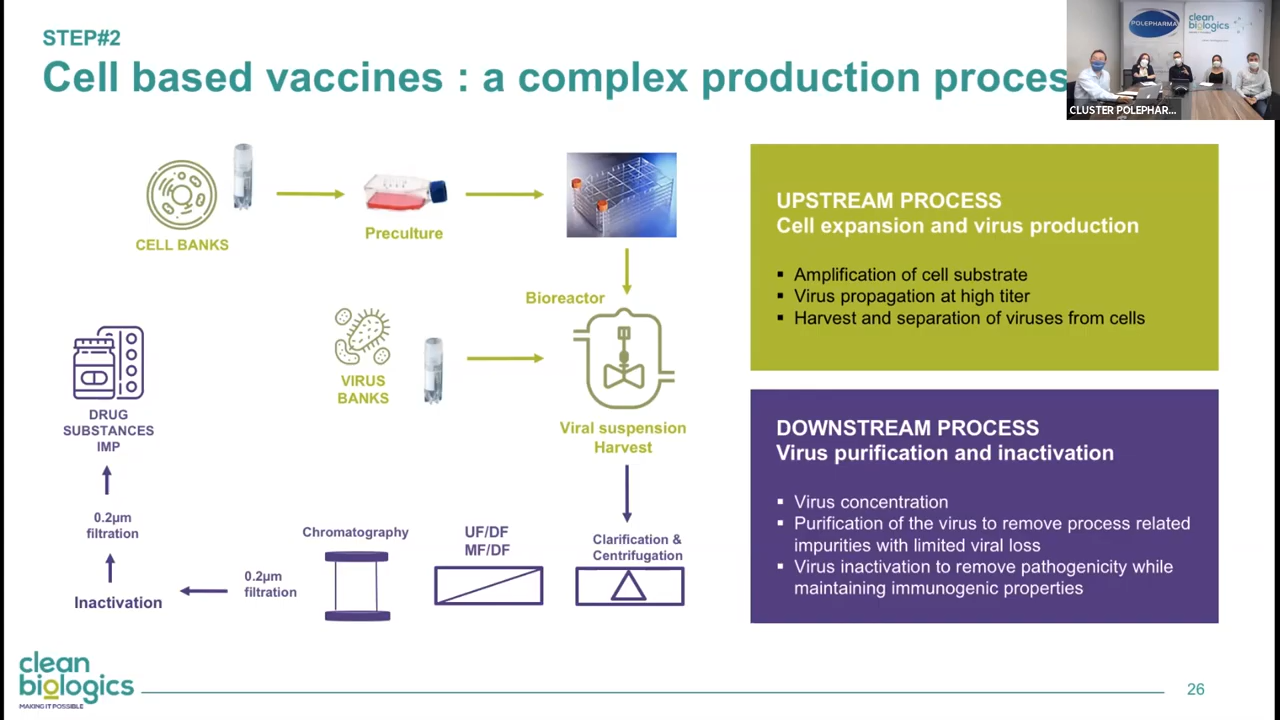 STEP#2
Cell based vaccines : a complex production proces
POLEPHARMA
clean
biologics
CLUSTER POLEPHAR...
CELL BANKS
Preculture
Bioreactor
VIRUS
BANKS
Viral suspension
Harvest
DRUG
SUBSTANCES
IMP
0.2µm
filtration
Inactivation
0.2µm
filtration
Chromatography
UF/DF
MF/DF
Clarification &
Centrifugation
UPSTREAM PROCESS
Cell expansion and virus production
▪ Amplification of cell substrate
▪ Virus propagation at high titer
▪ Harvest and separation of viruses from cells
DOWNSTREAM PROCESS
Virus purification and inactivation
▪ Virus concentration
▪ Purification of the virus to remove process related
impurities with limited viral loss
▪ Virus inactivation to remove pathogenicity while
maintaining immunogenic properties
clean
biologics
MAKING IT POSSIBLE
26